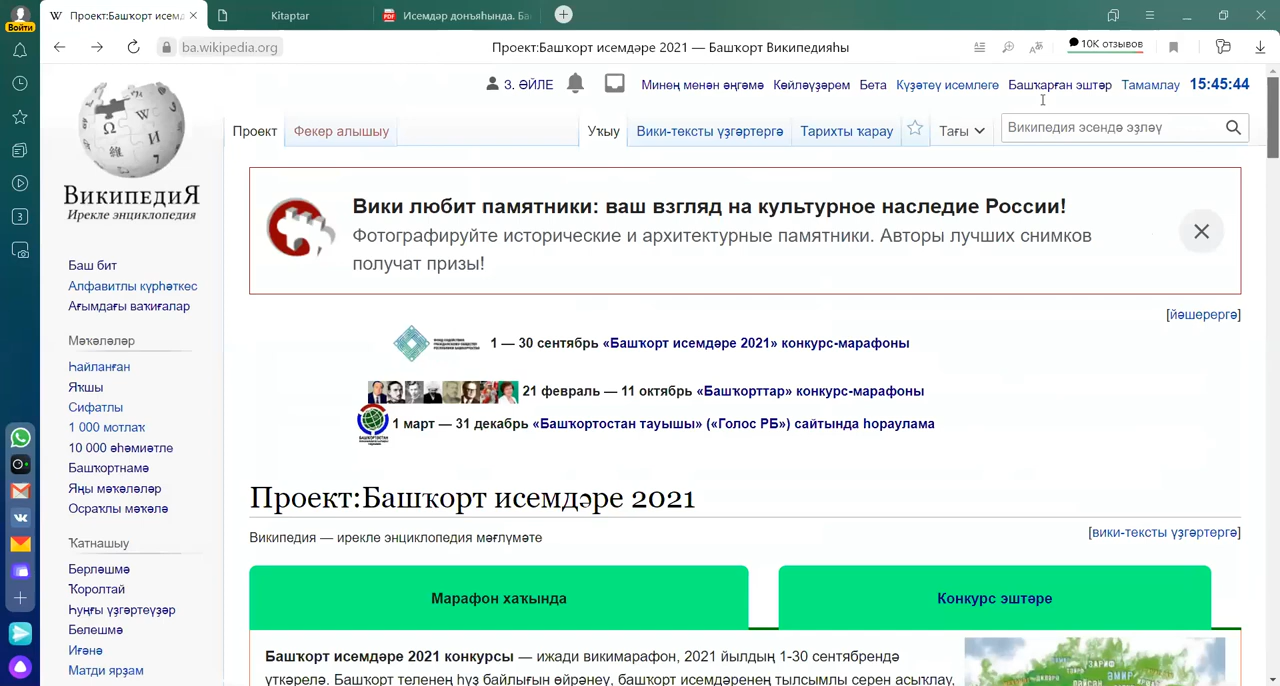 Проект:Башҡорт исемд
Kitaptar
Исемдәр донъяһында. Ба
Войти
ba.wikipedia.org
Проект:Башҡорт исемдәре 2021 — Башҡорт Википедияһы
10K отзывов
З. ӘЙЛЕ
Минең менән әңгәмә
Көйләүҙәрем
Бета
Күҙәтеү исемлеге
Башҡарған эштәр
Тамамлау
15:45:44
Проект
Фекер алышыу
Уҡыу
Вики-тексты үҙгәртергә
Тарихты ҡарау
Тағы
Википедия эсендә эҙләү
ВикипедиЯ
Ирекле энциклопедия
Вики любит памятники: ваш взгляд на культурное наследие России!
Фотографируйте исторические и архитектурные памятники. Авторы лучших снимков
получат призы!
[йәшерергә]
1 — 30 сентябрь «Башҡорт исемдәре 2021» конкурс-марафоны
21 февраль — 11 октябрь «Башҡорттар» конкурс-марафоны
1 март — 31 декабрь «Башҡортостан тауышы» («Голос РБ») сайтында һораулама
Баш бит
Алфавитлы күрһәткес
Ағымдағы ваҡиғалар
Мәҡәләләр
Һайланған
Яҡшы
Сифатлы
1 000 мотлаҡ
10 000 әһәмиәтле
Башҡортнамә
Яңы мәҡәләләр
Осраҡлы мәҡәлә
Ҡатнашыу
Берләшмә
Ҡоролтай
Һуңғы үҙгәртеүҙәр
Белешмә
Иғәнә
Матди ярҙам
Проект:Башҡорт исемдәре 2021
Википедия — ирекле энциклопедия мәғлүмәте
[вики-тексты үҙгәртергә]
Марафон хаҡында
Конкурс эштәре
Башҡорт исемдәре 2021 конкурсы — ижади викимарафон, 2021 йылдың 1-30 сентябрендә
үткәрелә. Башҡорт теленең һүҙ байлығын өйрәнеү, башҡорт исемдәренең тылсымлы серен асыҡлау,
ЗАРИФ
ӘМИР